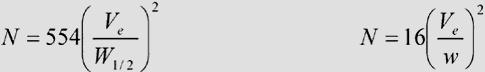 N = 554(V_e / W_{1/2})^2
N = 16(V_e / w)^2